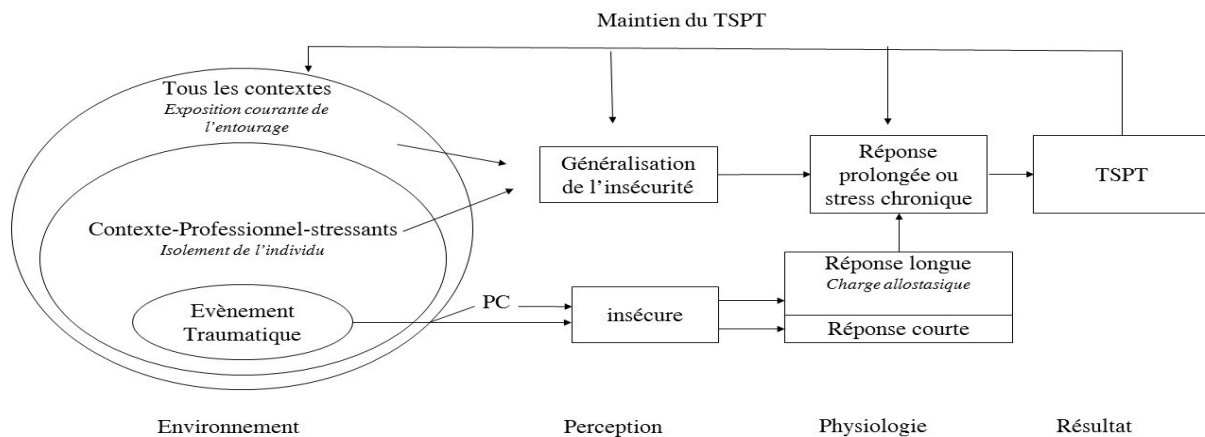 Maintien du TSPT
Tous les contextes
Exposition courante de
l'entourage
Généralisation
de l'insécurité
Réponse
prolongée ou
stress chronique
TSPT
Contexte-Professionnel-stressants
Isolement de l'individu
Réponse longue
Charge allostasique
Evènement
Traumatique
PC
insécure
Réponse courte
Environnement
Perception
Physiologie
Résultat